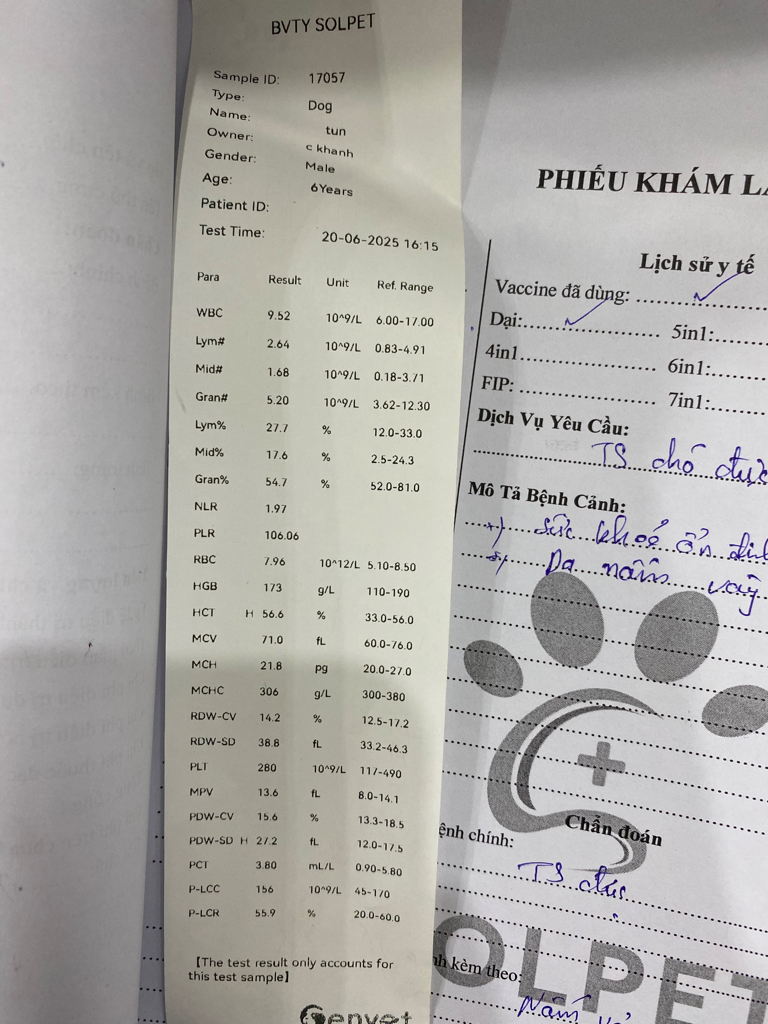 BVTY SOLPET
Sample ID: 17057
Type: Dog
Name: tun
Owner: c khanh
Gender: Male
Age: 6Years
Patient ID:
Test Time: 20-06-2025 16:15
Para Result Unit Ref. Range
WBC 9.52 10^9/L 6.00-17.00
Lym# 2.64 10^9/L 0.83-4.91
Mid# 1.68 10^9/L 0.18-3.71
Gran# 5.20 10^9/L 3.62-12.30
Lym% 27.7 % 12.0-33.0
Mid% 17.6 % 2.5-24.3
Gran% 54.7 % 52.0-81.0
NLR 1.97
PLR 106.06
RBC 7.96 10^12/L 5.10-8.50
HGB 173 g/L 110-190
HCT H 56.6 % 33.0-56.0
MCV 71.0 fL 60.0-76.0
MCH 21.8 pg 20.0-27.0
MCHC 306 g/L 300-380
RDW-CV 14.2 % 12.5-17.2
RDW-SD 38.8 fL 33.2-46.3
PLT 280 10^9/L 117-490
MPV 13.6 fL 8.0-14.1
PDW-CV 15.6 % 13.3-18.5
PDW-SD H 27.2 fL 12.0-17.5
PCT 3.80 mL/L 0.90-5.80
P-LCC 156 10^9/L 45-170
P-LCR 55.9 % 20.0-60.0
【The test result only accounts for
this test sample】
Genvet
PHIẾU KHÁM
Lịch sử y tế
Vaccine đã dùng:
Dại: 5in1:
4in1 6in1:
FIP: 7in1:
Dịch Vụ Yêu Cầu:
TS chó đực
Mô Tả Bệnh Cảnh:
+) Sức khoẻ ổn
+) Da nấm vảy
Chẩn đoán
chính:
TS đực
kèm theo:
Nấm
OLPET